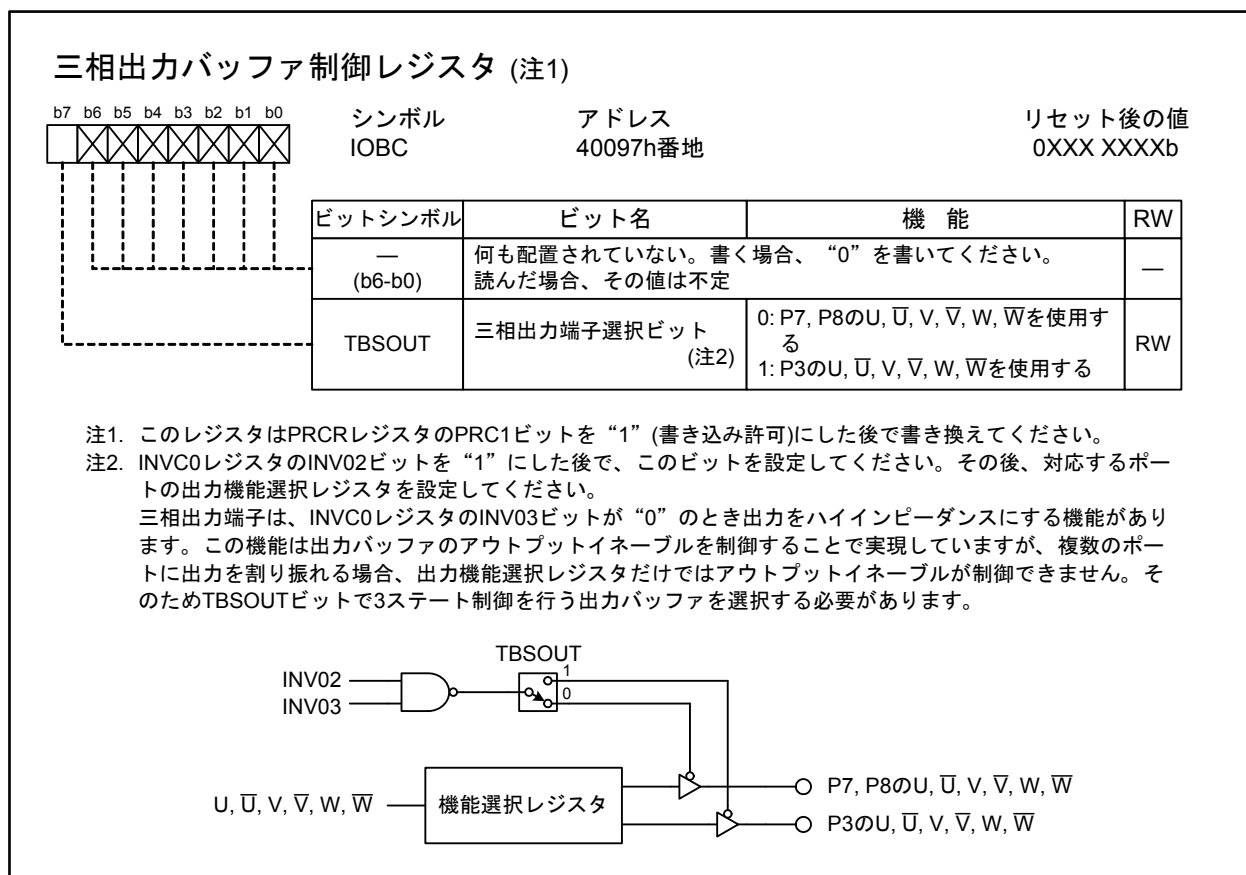 三相出力バッファ制御レジスタ (注1)
b7 b6 b5 b4 b3 b2 b1 b0
シンボル アドレス リセット後の値
IOBC 40097h番地 0XXX XXXXb
ビットシンボル ビット名 機 能 RW
—
(b6-b0)
何も配置されていない。書く場合、“0”を書いてください。
読んだ場合、その値は不定
—
TBSOUT
三相出力端子選択ビット
(注2)
0: P7, P8のU, U̅, V, V̅, W, W̅を使用す
る
1: P3のU, U̅, V, V̅, W, W̅を使用する
RW
注1. このレジスタはPRCRレジスタのPRC1ビットを“1”(書き込み許可)にした後で書き換えてください。
注2. INVC0レジスタのINV02ビットを“1”にした後で、このビットを設定してください。その後、対応するポー
トの出力機能選択レジスタを設定してください。
三相出力端子は、INVC0レジスタのINV03ビットが“0”のとき出力をハイインピーダンスにする機能があり
ます。この機能は出力バッファのアウトプットイネーブルを制御することで実現していますが、複数のポー
トに出力を割り振れる場合、出力機能選択レジスタだけではアウトプットイネーブルが制御できません。そ
のためTBSOUTビットで3ステート制御を行う出力バッファを選択する必要があります。
TBSOUT
1
0
INV02
INV03
U, U̅, V, V̅, W, W̅
機能選択レジスタ
P7, P8のU, U̅, V, V̅, W, W̅
P3のU, U̅, V, V̅, W, W̅